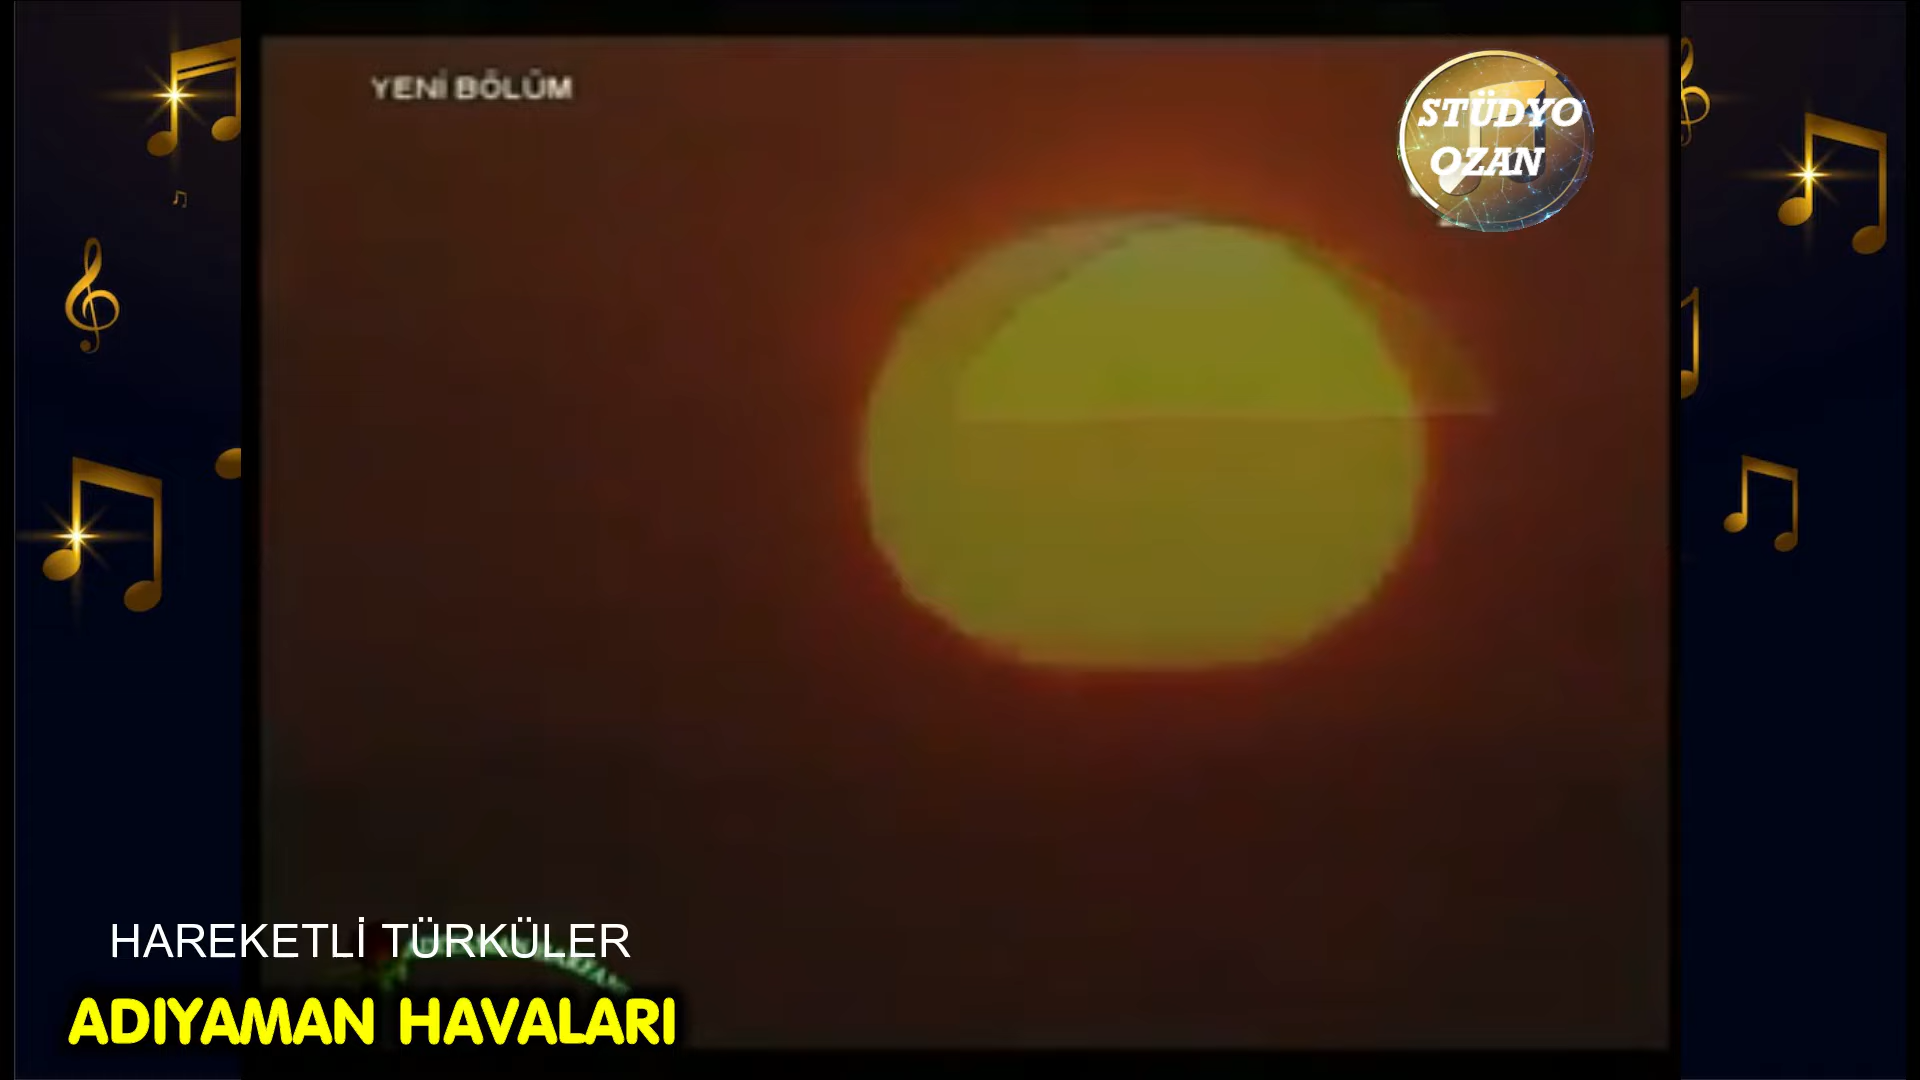 YENİ BÖLÜM
STÜDYO
OZAN
HAREKETLİ TÜRKÜLER
ADIYAMAN HAVALARI